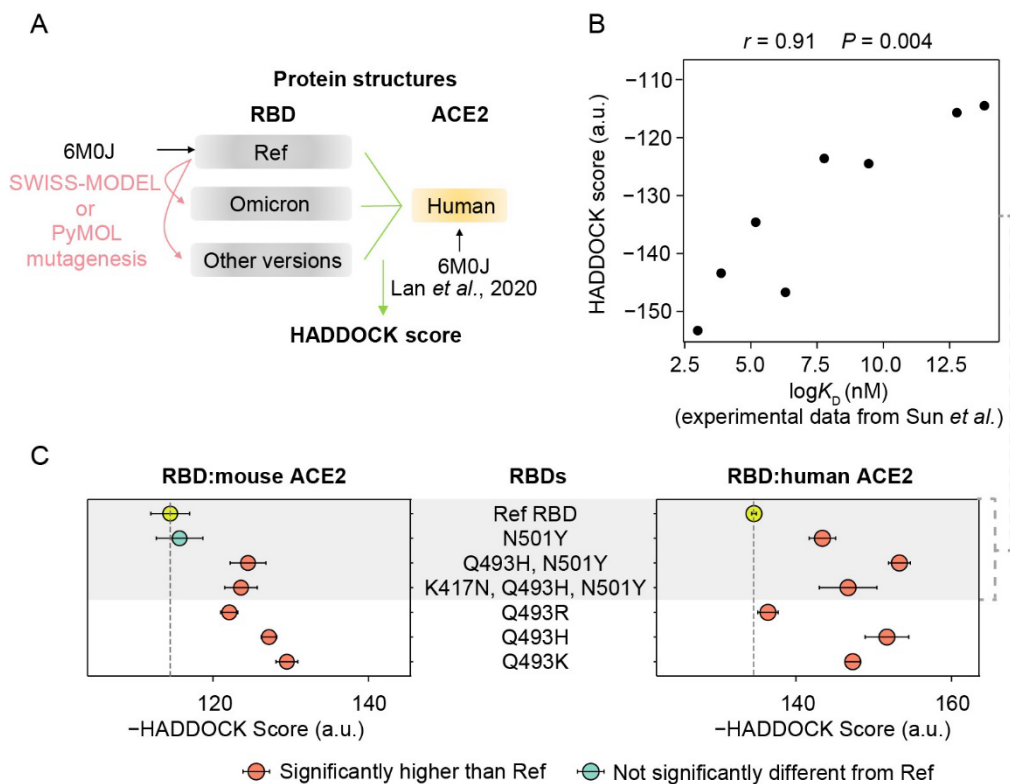 A
Protein structures
RBD ACE2
6M0J
Ref
SWISS-MODEL
or
PyMOL
mutagenesis
Omicron
Human
Other versions
6M0J
Lan et al., 2020
HADDOCK score
B
r = 0.91 P = 0.004
HADDOCK score (a.u.)
−110
−120
−130
−140
−150
2.5 5.0 7.5 10.0 12.5
logKD (nM)
(experimental data from Sun et al.)
C
RBD:mouse ACE2 RBDs RBD:human ACE2
Ref RBD
N501Y
Q493H, N501Y
K417N, Q493H, N501Y
Q493R
Q493H
Q493K
120 140
−HADDOCK Score (a.u.)
140 160
−HADDOCK Score (a.u.)
Significantly higher than Ref Not significantly different from Ref